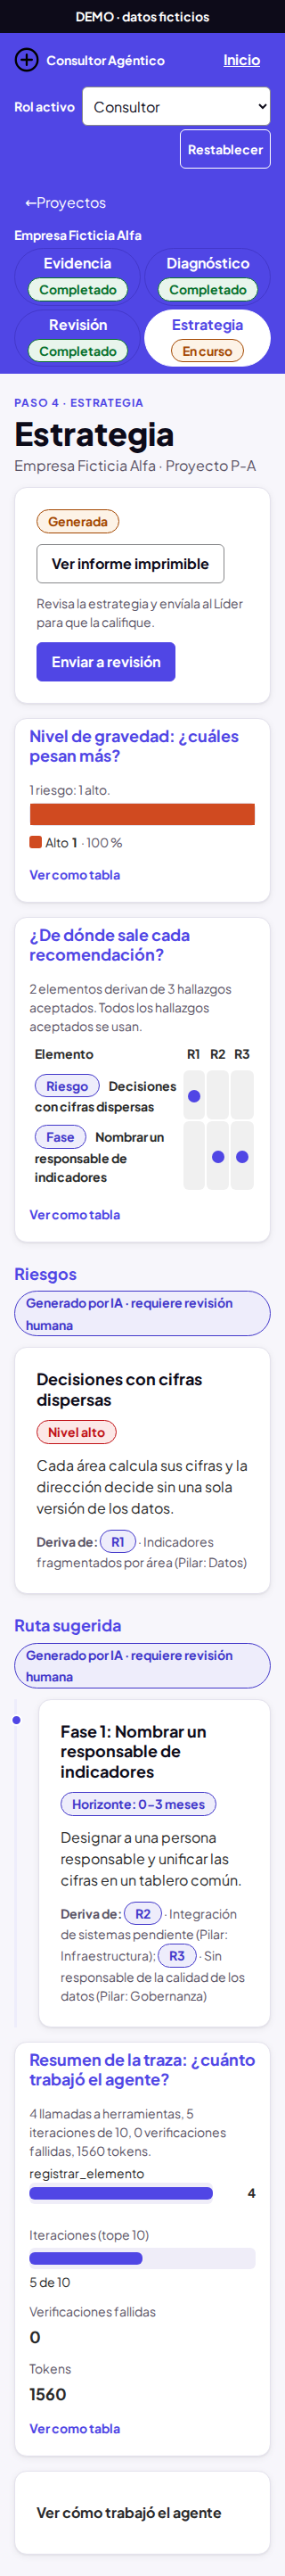 DEMO · datos ficticios
Consultor Agéntico
Inicio
Rol activo
Consultor
Restablecer
←Proyectos
Empresa Ficticia Alfa
Evidencia
Diagnóstico
Completado
Completado
Revisión
Estrategia
Completado
En curso
PASO 4 · ESTRATEGIA
Estrategia
Empresa Ficticia Alfa · Proyecto P-A
Generada
Ver informe imprimible
Revisa la estrategia y envíala al Líder
para que la califique.
Enviar a revisión
Nivel de gravedad: ¿cuáles
pesan más?
1 riesgo: 1 alto.
Alto 1 · 100 %
Ver como tabla
¿De dónde sale cada
recomendación?
2 elementos derivan de 3 hallazgos
aceptados. Todos los hallazgos
aceptados se usan.
Elemento R1 R2 R3
Riesgo Decisiones
con cifras dispersas
Fase Nombrar un
responsable de
indicadores
Ver como tabla
Riesgos
Generado por IA · requiere revisión
humana
Decisiones con cifras
dispersas
Nivel alto
Cada área calcula sus cifras y la
dirección decide sin una sola
versión de los datos.
Deriva de: R1 · Indicadores
fragmentados por área (Pilar: Datos)
Ruta sugerida
Generado por IA · requiere revisión
humana
Fase 1: Nombrar un
responsable de
indicadores
Horizonte: 0-3 meses
Designar a una persona
responsable y unificar las
cifras en un tablero común.
Deriva de: R2 · Integración
de sistemas pendiente (Pilar:
Infraestructura); R3 · Sin
responsable de la calidad de los
datos (Pilar: Gobernanza)
Resumen de la traza: ¿cuánto
trabajó el agente?
4 llamadas a herramientas, 5
iteraciones de 10, 0 verificaciones
fallidas, 1560 tokens.
registrar_elemento
4
Iteraciones (tope 10)
5 de 10
Verificaciones fallidas
0
Tokens
1560
Ver como tabla
Ver cómo trabajó el agente